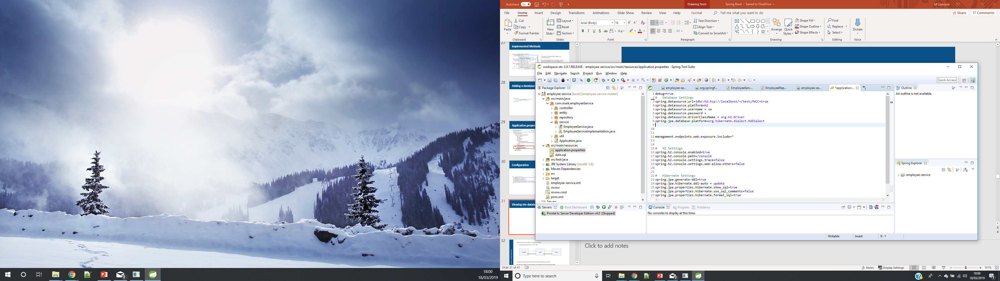 AutoSave On
Drawing Tools
Spring Boot - Saved to OneDrive
M Ledwold
File Home Insert Design Transitions Animations Slide Show Review View Help Format Tell me what you want to do
Share Comments
Paste
Cut
Copy
Format Painter
Clipboard
New Slide
Layout
Reset
Section
Slides
Arial (Body) 18
Font
Text Direction
Align Text
Convert to SmartArt
Paragraph
Arrange
Quick Styles
Shape Fill
Shape Outline
Shape Effects
Drawing
Find
Replace
Select
Editing
Dictate
Voice
27
Implemented Methods
28
Adding a database
29
Application.proper
30
Configuration
31
Viewing the databa
32
workspace-sts-3.9.7.RELEASE - employee-service/src/main/resources/application.properties - Spring Tool Suite
File Edit Navigate Search Project Run Window Help
Quick Access
Package Explorer
employee-service [boot] [employee-service master]
src/main/java
com.mark.employeeService
controller
entity
repository
service
EmployeeService.java
EmployeeServiceImplementation.java
util
Application.java
src/main/resources
application.properties
data.sql
src/test/java
JRE System Library [JavaSE-1.8]
Maven Dependencies
src
target
employee-service.iml
mvnw
mvnw.cmd
pom.xml
Servers
employee-se...
org.springf...
EmployeeServ...
EmployeeRep...
employee-se...
*application...
3
1 debug=true
2 # Database Settings
3 spring.datasource.url=jdbc:h2:tcp://localhost/~/test;MVCC=true
4 spring.datasource.platform=h2
5 spring.datasource.username = sa
6 spring.datasource.password =
7 spring.datasource.driverClassName = org.h2.Driver
8 spring.jpa.database-platform=org.hibernate.dialect.H2Dialect
9
10
11
12 management.endpoints.web.exposure.include=*
13
14
15 # H2 Settings
16 spring.h2.console.enabled=true
17 spring.h2.console.path=/console
18 spring.h2.console.settings.trace=false
19 spring.h2.console.settings.web-allow-others=false
20
21
22 # Hibernate Settings
23 spring.jpa.generate-ddl=true
24 spring.jpa.hibernate.ddl-auto = update
25 spring.jpa.properties.hibernate.show_sql=true
26 spring.jpa.properties.hibernate.use_sql_comments=false
27 spring.jpa.properties.hibernate.format_sql=true
Outline
An outline is not available.
Spring Explorer
employee-service
Servers
Boot Dashboard
Pivotal tc Server Developer Edition v4.0 [Stopped]
Console Progress Problems
No consoles to display at this time.
Writable Insert 9 : 1
Click to add notes
Slide 31 of 41
Notes Display Settings 101%
18:00
18/03/2019
Type here to search
18:00
18/03/2019